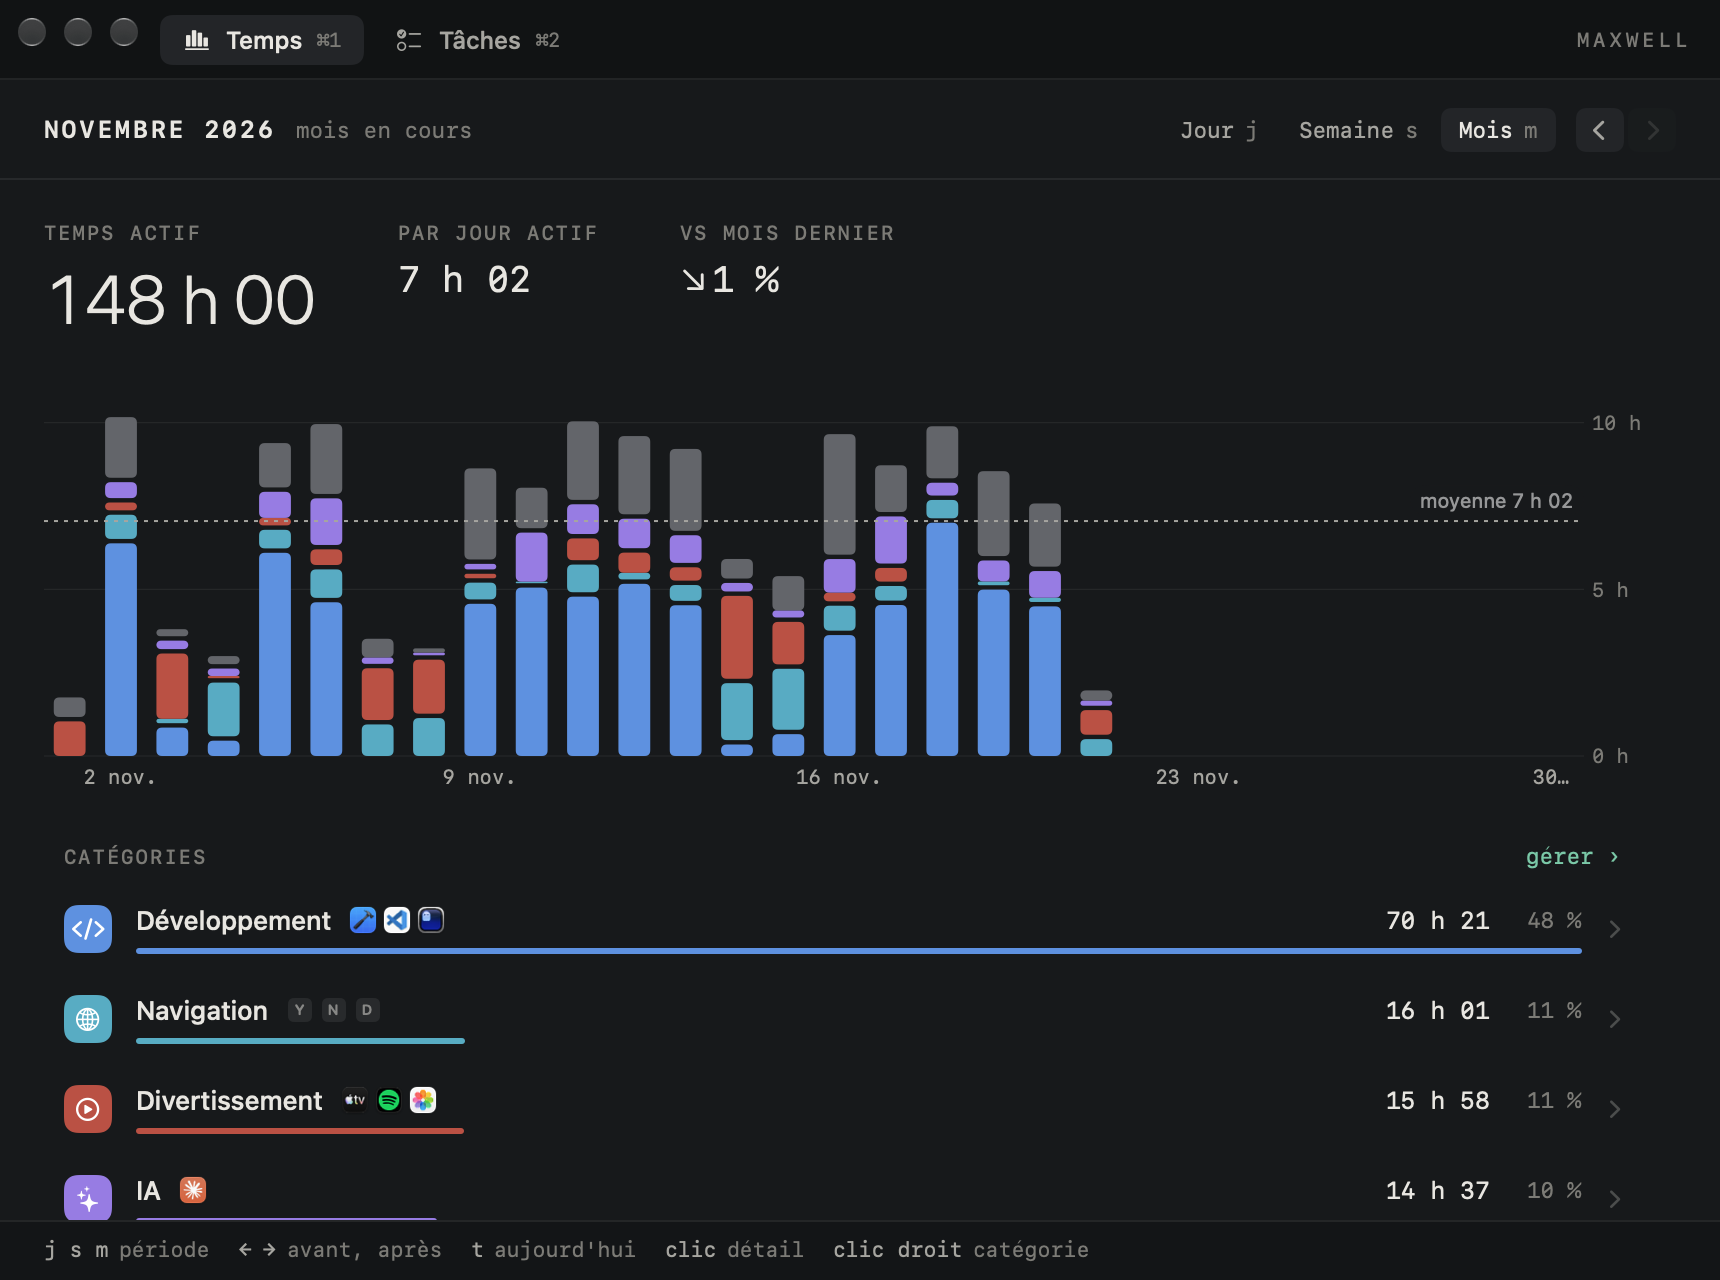 Temps ⌘1 Tâches ⌘2 MAXWELL
NOVEMBRE 2026 mois en cours Jour j Semaine s Mois m
TEMPS ACTIF PAR JOUR ACTIF VS MOIS DERNIER
148 h 00 7 h 02 ↘1 %
10 h
moyenne 7 h 02
5 h
0 h
2 nov. 9 nov. 16 nov. 23 nov. 30…
CATÉGORIES gérer ›
Développement 70 h 21 48 %
Navigation Y N D 16 h 01 11 %
Divertissement tv 15 h 58 11 %
IA 14 h 37 10 %
j s m période ← → avant, après t aujourd'hui clic détail clic droit catégorie